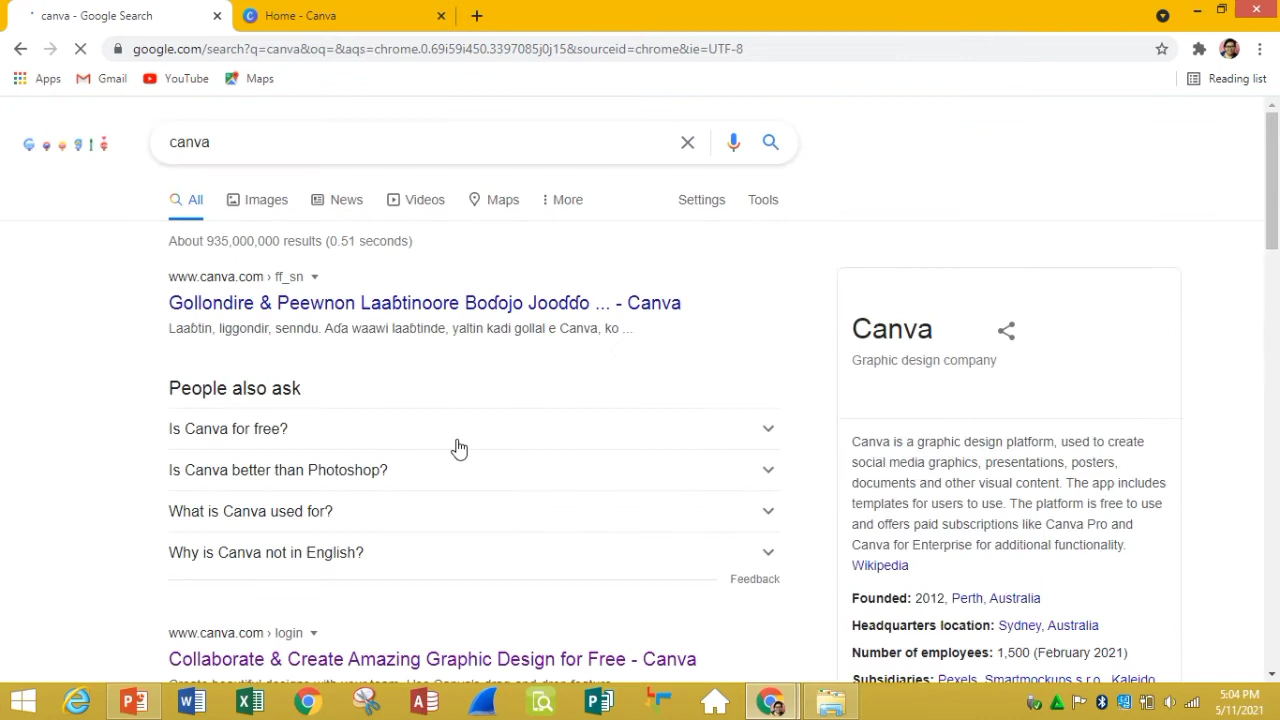 canva - Google Search
Home - Canva
google.com/search?q=canva&oq=&aqs=chrome.0.69i59i450.3397085j0j15&sourceid=chrome&ie=UTF-8
Apps
Gmail
YouTube
Maps
Reading list
canva
All
Images
News
Videos
Maps
More
Settings
Tools
About 935,000,000 results (0.51 seconds)
www.canva.com › ff_sn
Gollondire & Peewnon Laaɓtinoore Boɗojo Jooɗɗo ... - Canva
Laaɓtin, liggondir, senndu. Aɗa waawi laaɓtinde, yaltin kadi gollal e Canva, ko ...
People also ask
Is Canva for free?
Is Canva better than Photoshop?
What is Canva used for?
Why is Canva not in English?
Feedback
www.canva.com › login
Collaborate & Create Amazing Graphic Design for Free - Canva
Canva
Graphic design company
Canva is a graphic design platform, used to create
social media graphics, presentations, posters,
documents and other visual content. The app includes
templates for users to use. The platform is free to use
and offers paid subscriptions like Canva Pro and
Canva for Enterprise for additional functionality.
Wikipedia
Founded: 2012, Perth, Australia
Headquarters location: Sydney, Australia
Number of employees: 1,500 (February 2021)
Subsidiaries: Pexels, Smartmockups s.r.o., Kaleido
5:04 PM
5/11/2021